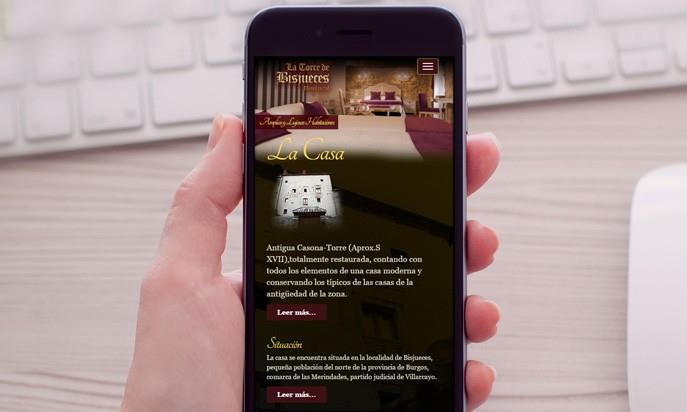 La Torre de
Bisjueces
Hotel rural
Amplias y Lujosas Habitaciones
La Casa
Antigua Casona-Torre (Aprox.S
XVII),totalmente restaurada, contando con
todos los elementos de una casa moderna y
conservando los típicos de las casas de la
antigüedad de la zona.
Leer más...
Situación
La casa se encuentra situada en la localidad de Bisjueces,
pequeña población del norte de la provincia de Burgos,
comarca de las Merindades, partido judicial de Villarcayo.
Leer más...